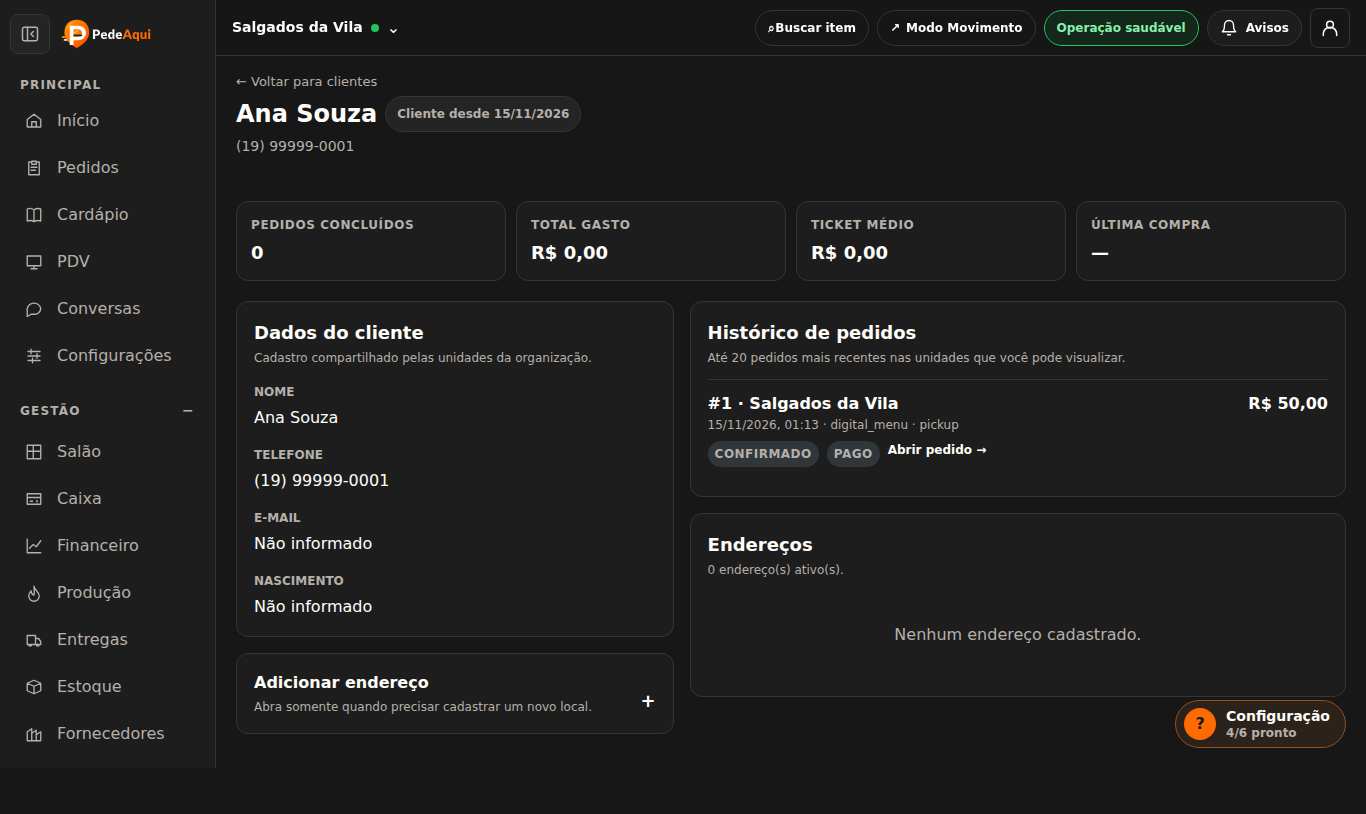 PedeAqui
PRINCIPAL
Início
Pedidos
Cardápio
PDV
Conversas
Configurações
GESTÃO
Salão
Caixa
Financeiro
Produção
Entregas
Estoque
Fornecedores
Salgados da Vila
Buscar item
↗ Modo Movimento
Operação saudável
Avisos
← Voltar para clientes
Ana Souza
Cliente desde 15/11/2026
(19) 99999-0001
PEDIDOS CONCLUÍDOS
0
TOTAL GASTO
R$ 0,00
TICKET MÉDIO
R$ 0,00
ÚLTIMA COMPRA
—
Dados do cliente
Cadastro compartilhado pelas unidades da organização.
NOME
Ana Souza
TELEFONE
(19) 99999-0001
E-MAIL
Não informado
NASCIMENTO
Não informado
Adicionar endereço
Abra somente quando precisar cadastrar um novo local.
+
Histórico de pedidos
Até 20 pedidos mais recentes nas unidades que você pode visualizar.
#1 · Salgados da Vila R$ 50,00
15/11/2026, 01:13 · digital_menu · pickup
CONFIRMADO PAGO Abrir pedido →
Endereços
0 endereço(s) ativo(s).
Nenhum endereço cadastrado.
? Configuração
4/6 pronto